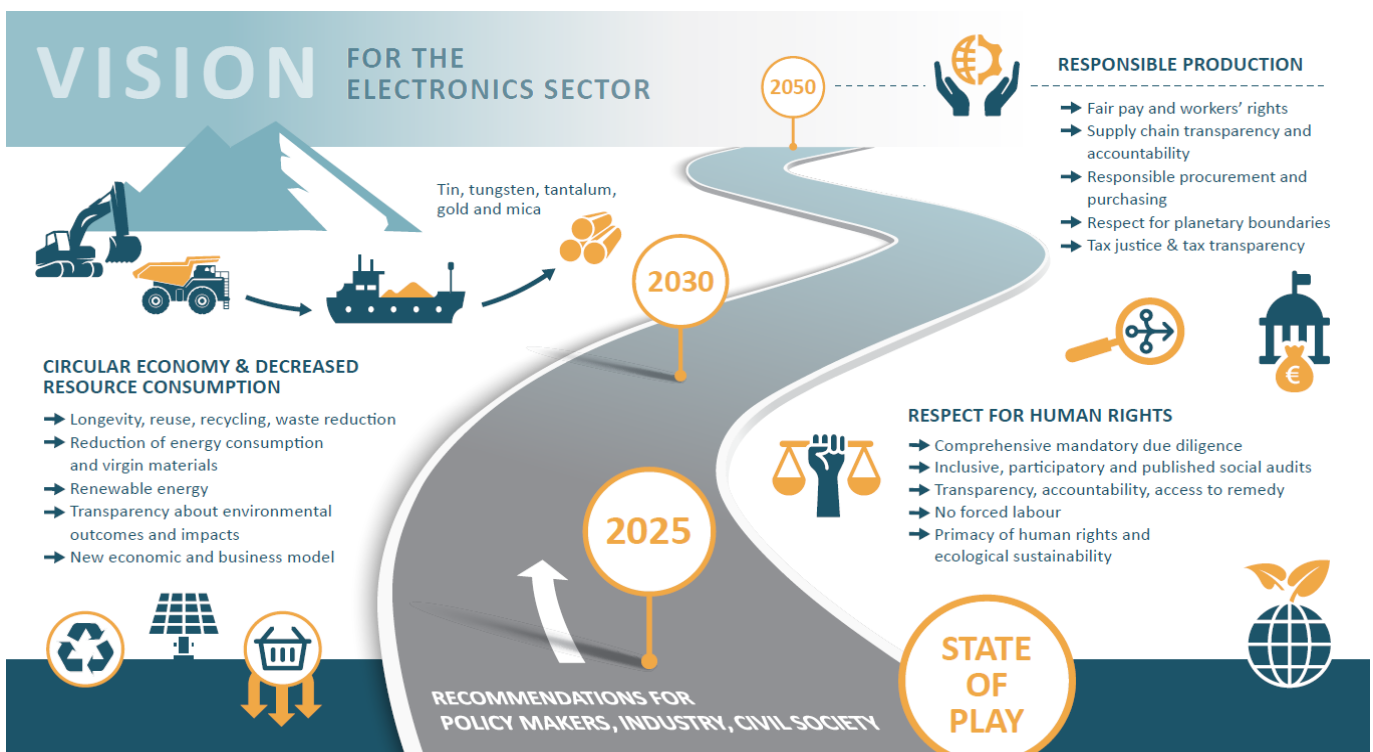 VISION
FOR THE
ELECTRONICS SECTOR
2050
RESPONSIBLE PRODUCTION
Fair pay and workers' rights
Supply chain transparency and
accountability
Responsible procurement and
purchasing
Respect for planetary boundaries
Tax justice & tax transparency
Tin, tungsten, tantalum,
gold and mica
2030
CIRCULAR ECONOMY & DECREASED
RESOURCE CONSUMPTION
Longevity, reuse, recycling, waste reduction
Reduction of energy consumption
and virgin materials
Renewable energy
Transparency about environmental
outcomes and impacts
New economic and business model
€
RESPECT FOR HUMAN RIGHTS
Comprehensive mandatory due diligence
Inclusive, participatory and published social audits
Transparency, accountability, access to remedy
No forced labour
Primacy of human rights and
ecological sustainability
2025
RECOMMENDATIONS FOR
POLICY MAKERS, INDUSTRY, CIVIL SOCIETY
STATE
OF
PLAY